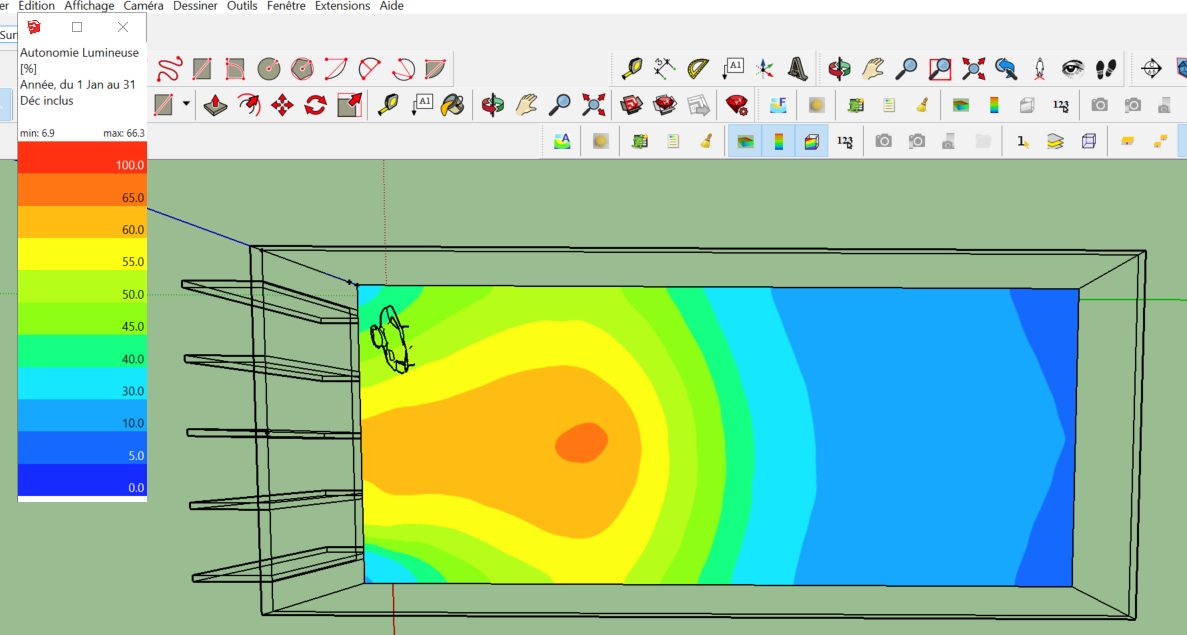 er Édition Affichage Caméra Dessiner Outils Fenêtre Extensions Aide
Sur
Autonomie Lumineuse
[%]
Année, du 1 Jan au 31
Déc inclus
min: 6.9 max: 66.3
100.0
65.0
60.0
55.0
50.0
45.0
40.0
30.0
10.0
5.0
0.0
A1
A1
A1
F
123
A
123
1